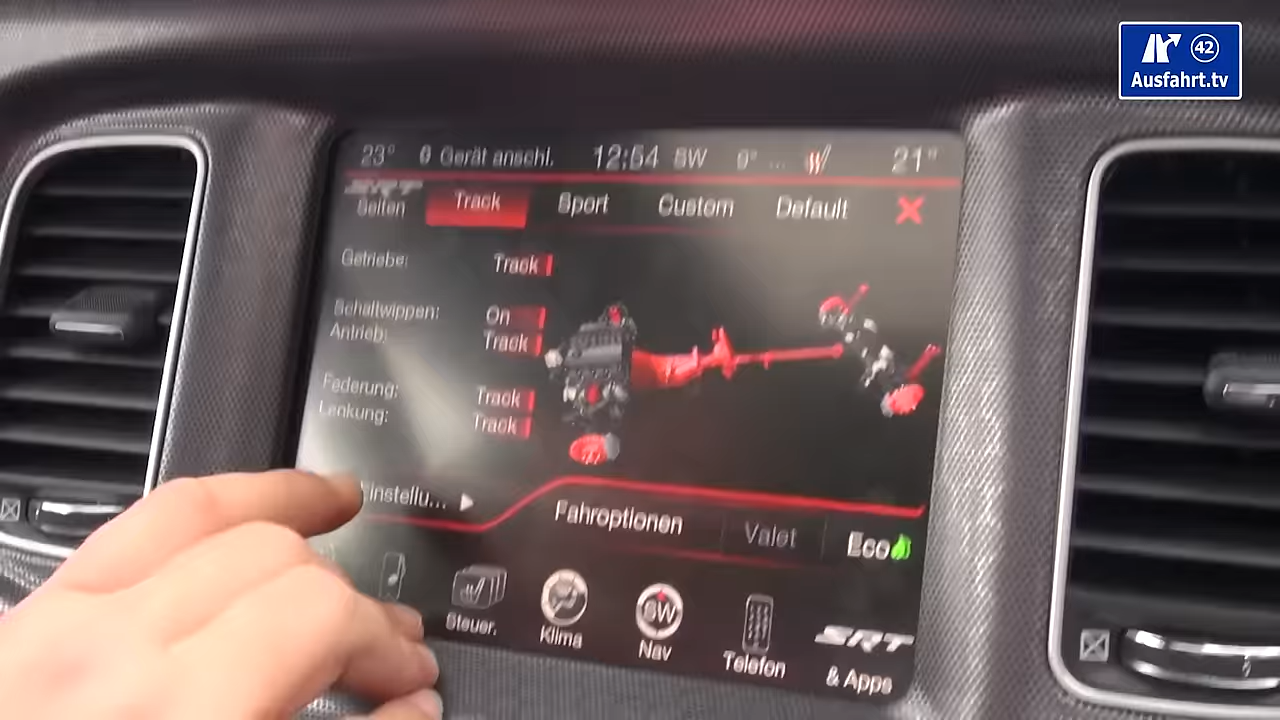 42
Ausfahrt.tv
23° Gerät anschl. 12:54 SW 0° ... 21°
SRT
Seiten Track Sport Custom Default X
Getriebe: Track
Schaltwippen: On
Antrieb: Track
Federung: Track
Lenkung: Track
Einstellu...
Fahroptionen Valet Eco
SW
Steuer. Klima Nav Telefon SRT
& Apps